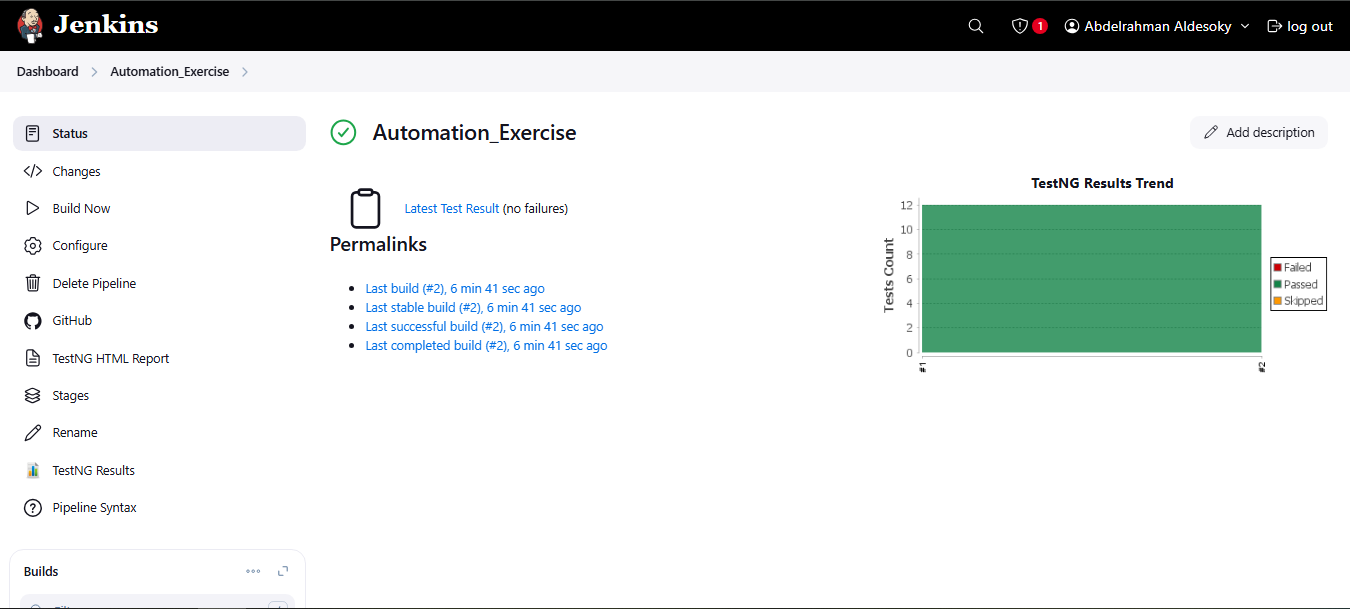 Jenkins
1
Abdelrahman Aldesoky
log out
Dashboard
Automation_Exercise
Status
Changes
Build Now
Configure
Delete Pipeline
GitHub
TestNG HTML Report
Stages
Rename
TestNG Results
Pipeline Syntax
Builds
Automation_Exercise
Add description
Latest Test Result (no failures)
Permalinks
Last build (#2), 6 min 41 sec ago
Last stable build (#2), 6 min 41 sec ago
Last successful build (#2), 6 min 41 sec ago
Last completed build (#2), 6 min 41 sec ago
TestNG Results Trend
Tests Count
12
10
8
6
4
2
0
#1
#2
Failed
Passed
Skipped